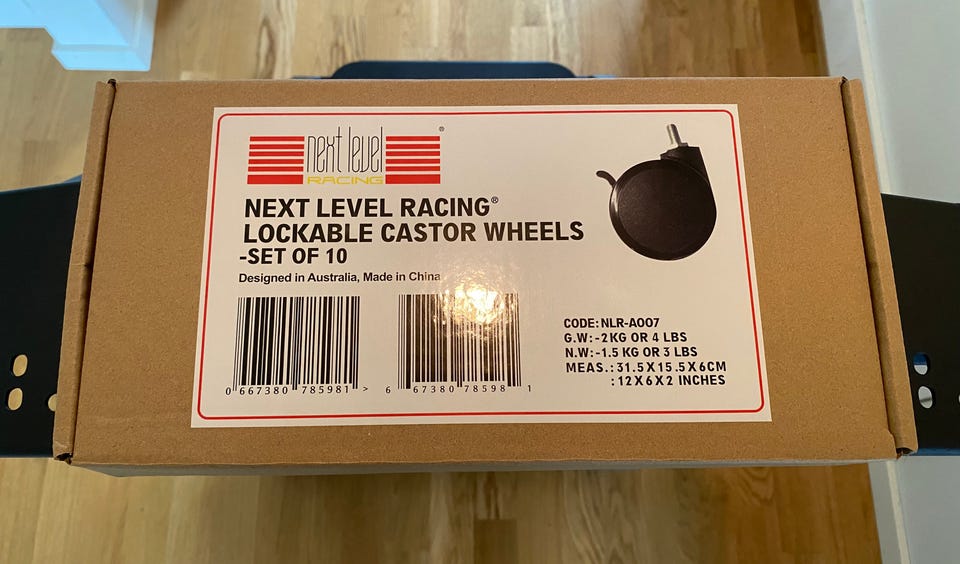 next level®
RACING
NEXT LEVEL RACING®
LOCKABLE CASTOR WHEELS
-SET OF 10
Designed in Australia, Made in China
0 667380 785981 >
6 67380 78598 1
CODE:NLR-A007
G.W:-2KG OR 4 LBS
N.W:-1.5 KG OR 3 LBS
MEAS.:31.5X15.5X6CM
:12X6X2 INCHES